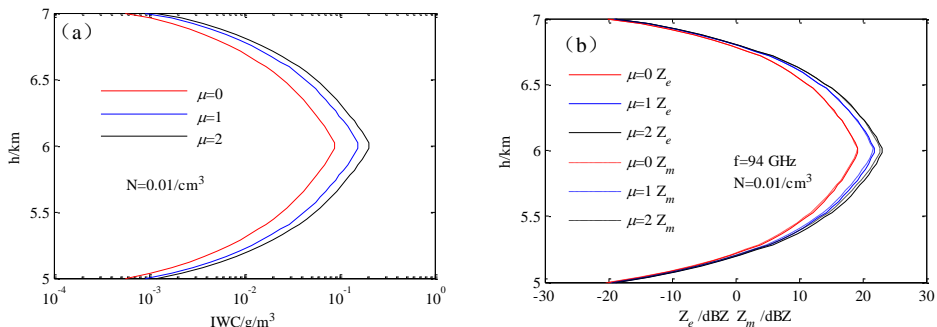 (a)
7
6.5
6
5.5
5
h/km
μ=0
μ=1
μ=2
N=0.01/cm³
10⁻⁴
10⁻³
10⁻²
10⁻¹
10⁰
IWC/g/m³
(b)
7
6.5
6
5.5
5
h/km
μ=0 Zₑ
μ=1 Zₑ
μ=2 Zₑ
μ=0 Zₘ
μ=1 Zₘ
μ=2 Zₘ
f=94 GHz
N=0.01/cm³
-30
-20
-10
0
10
20
30
Zₑ /dBZ Zₘ /dBZ